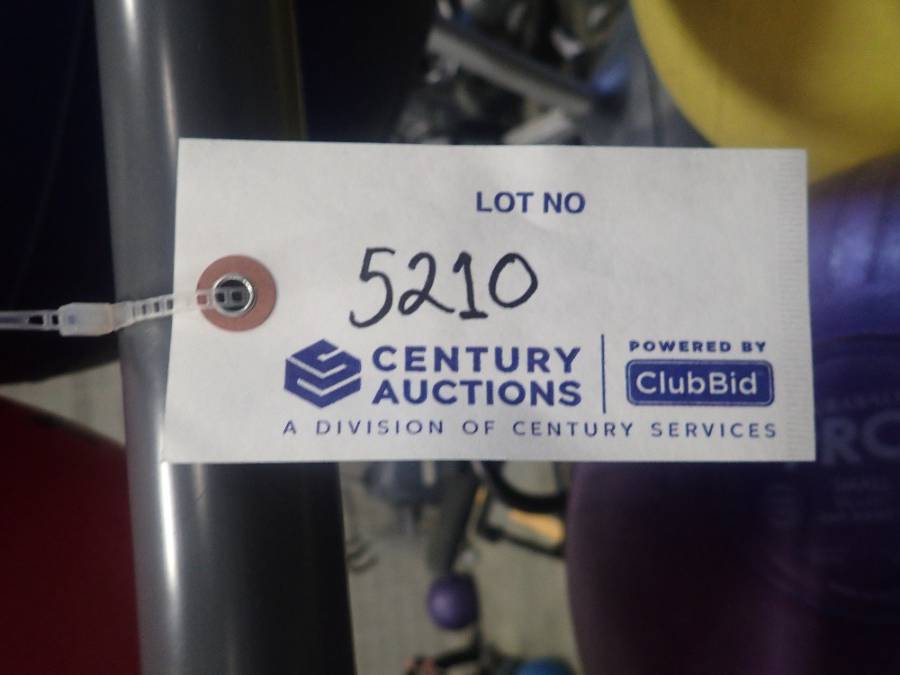 LOT NO
5210
CENTURY
AUCTIONS
POWERED BY
ClubBid
A DIVISION OF CENTURY SERVICES